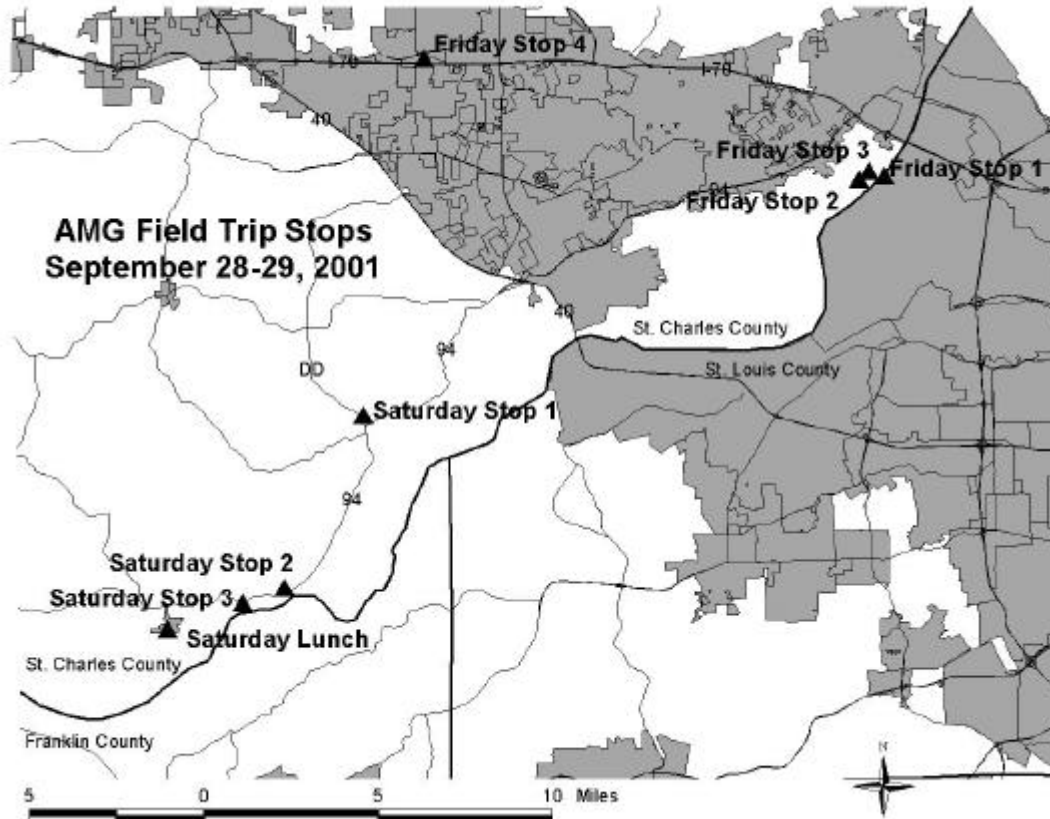 Friday Stop 4
I-70
I-70
40
Friday Stop 3
Friday Stop 1
94
Friday Stop 2
AMG Field Trip Stops
September 28-29, 2001
40
St. Charles County
94
St. Louis County
DD
Saturday Stop 1
94
Saturday Stop 2
Saturday Stop 3
Saturday Lunch
St. Charles County
Franklin County
N
5 0 5 10 Miles